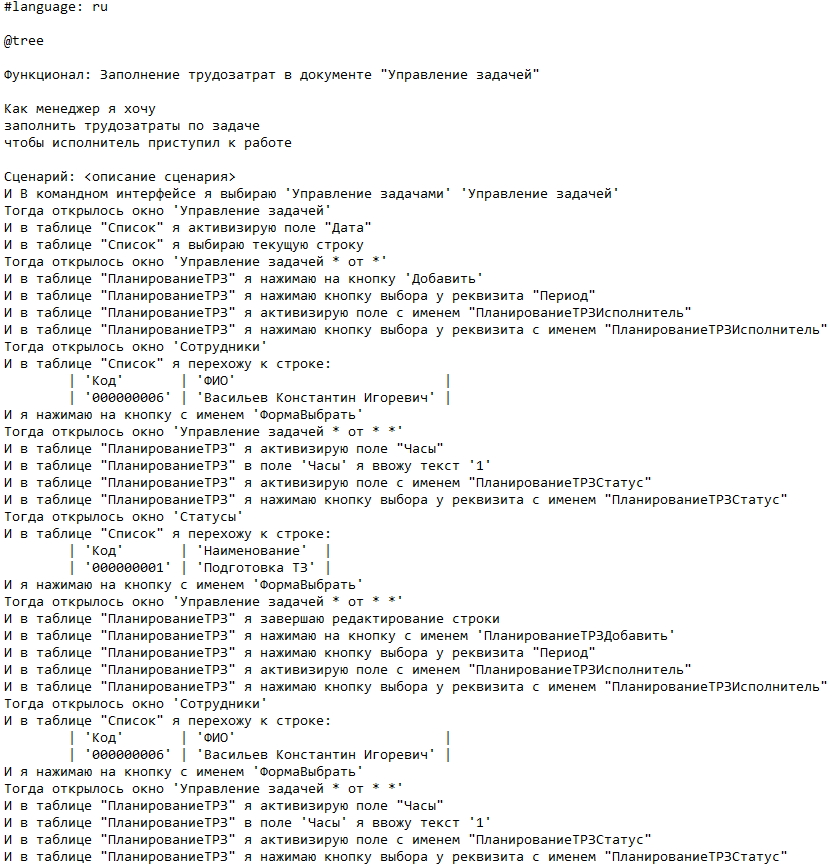 #language: ru
@tree
Функционал: Заполнение трудозатрат в документе "Управление задачей"
Как менеджер я хочу
заполнить трудозатраты по задаче
чтобы исполнитель приступил к работе
Сценарий: <описание сценария>
И В командном интерфейсе я выбираю 'Управление задачами' 'Управление задачей'
Тогда открылось окно 'Управление задачей'
И в таблице "Список" я активизирую поле "Дата"
И в таблице "Список" я выбираю текущую строку
Тогда открылось окно 'Управление задачей * от *'
И в таблице "ПланированиеТРЗ" я нажимаю на кнопку 'Добавить'
И в таблице "ПланированиеТРЗ" я нажимаю кнопку выбора у реквизита "Период"
И в таблице "ПланированиеТРЗ" я активизирую поле с именем "ПланированиеТРЗИсполнитель"
И в таблице "ПланированиеТРЗ" я нажимаю кнопку выбора у реквизита с именем "ПланированиеТРЗИсполнитель"
Тогда открылось окно 'Сотрудники'
И в таблице "Список" я перехожу к строке:
| 'Код' | 'ФИО' |
| '000000006' | 'Васильев Константин Игоревич' |
И я нажимаю на кнопку с именем 'ФормаВыбрать'
Тогда открылось окно 'Управление задачей * от * *'
И в таблице "ПланированиеТРЗ" я активизирую поле "Часы"
И в таблице "ПланированиеТРЗ" в поле 'Часы' я ввожу текст '1'
И в таблице "ПланированиеТРЗ" я активизирую поле с именем "ПланированиеТРЗСтатус"
И в таблице "ПланированиеТРЗ" я нажимаю кнопку выбора у реквизита с именем "ПланированиеТРЗСтатус"
Тогда открылось окно 'Статусы'
И в таблице "Список" я перехожу к строке:
| 'Код' | 'Наименование' |
| '000000001' | 'Подготовка ТЗ' |
И я нажимаю на кнопку с именем 'ФормаВыбрать'
Тогда открылось окно 'Управление задачей * от * *'
И в таблице "ПланированиеТРЗ" я завершаю редактирование строки
И в таблице "ПланированиеТРЗ" я нажимаю на кнопку с именем 'ПланированиеТРЗДобавить'
И в таблице "ПланированиеТРЗ" я нажимаю кнопку выбора у реквизита "Период"
И в таблице "ПланированиеТРЗ" я активизирую поле с именем "ПланированиеТРЗИсполнитель"
И в таблице "ПланированиеТРЗ" я нажимаю кнопку выбора у реквизита с именем "ПланированиеТРЗИсполнитель"
Тогда открылось окно 'Сотрудники'
И в таблице "Список" я перехожу к строке:
| 'Код' | 'ФИО' |
| '000000006' | 'Васильев Константин Игоревич' |
И я нажимаю на кнопку с именем 'ФормаВыбрать'
Тогда открылось окно 'Управление задачей * от * *'
И в таблице "ПланированиеТРЗ" я активизирую поле "Часы"
И в таблице "ПланированиеТРЗ" в поле 'Часы' я ввожу текст '1'
И в таблице "ПланированиеТРЗ" я активизирую поле с именем "ПланированиеТРЗСтатус"
И в таблице "ПланированиеТРЗ" я нажимаю кнопку выбора у реквизита с именем "ПланированиеТРЗСтатус"